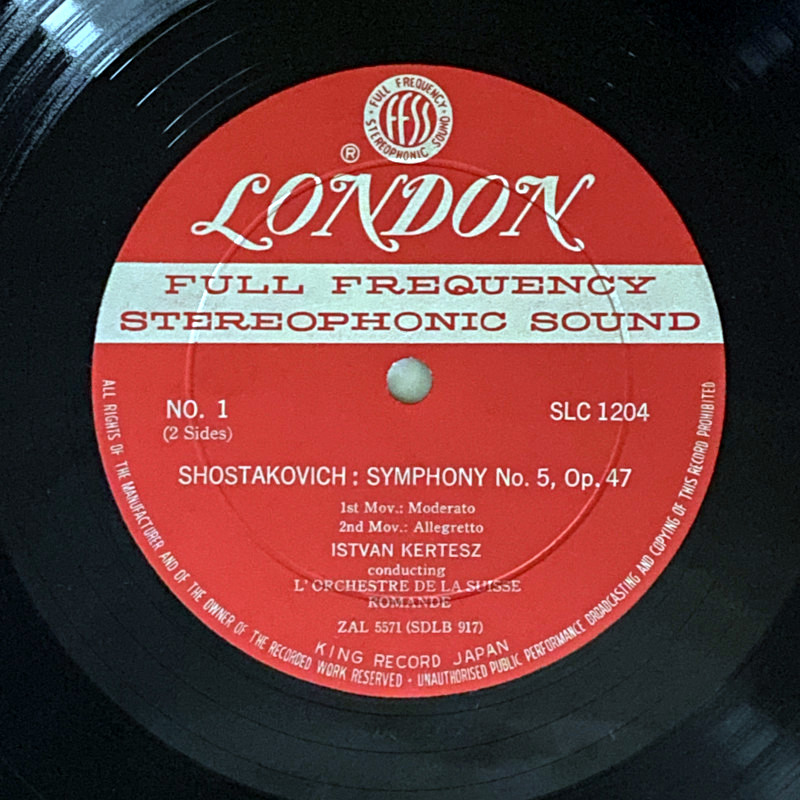 FULL FREQUENCY
FFSS
STEREOPHONIC SOUND
®
LONDON
FULL FREQUENCY
STEREOPHONIC SOUND
NO. 1
(2 Sides)
SLC 1204
SHOSTAKOVICH : SYMPHONY No. 5, Op. 47
1st Mov.: Moderato
2nd Mov.: Allegretto
ISTVAN KERTESZ
conducting
L'ORCHESTRE DE LA SUISSE
ROMANDE
ZAL 5571 (SDLB 917)
KING RECORD JAPAN
ALL RIGHTS OF THE MANUFACTURER AND OF THE OWNER OF THE RECORDED WORK RESERVED · UNAUTHORISED PUBLIC PERFORMANCE BROADCASTING AND COPYING OF THIS RECORD PROHIBITED